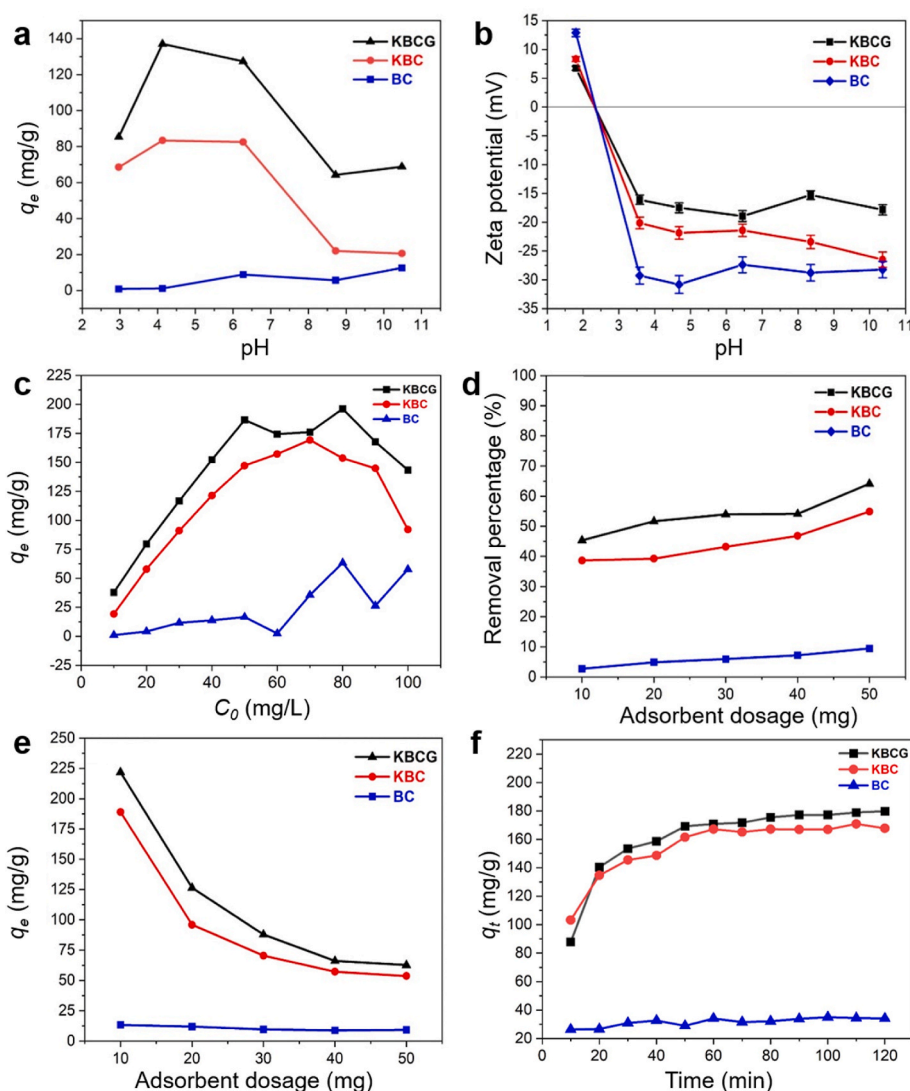 a
140
120
100
80
60
40
20
0
qe (mg/g)
2 3 4 5 6 7 8 9 10 11
pH
KBCG
KBC
BC
b
15
10
5
0
-5
-10
-15
-20
-25
-30
-35
Zeta potential (mV)
1 2 3 4 5 6 7 8 9 10 11
pH
KBCG
KBC
BC
c
225
200
175
150
125
100
75
50
25
0
-25
qe (mg/g)
0 20 40 60 80 100
C0 (mg/L)
KBCG
KBC
BC
d
100
90
80
70
60
50
40
30
20
10
0
Removal percentage (%)
10 20 30 40 50
Adsorbent dosage (mg)
KBCG
KBC
BC
e
250
225
200
175
150
125
100
75
50
25
0
qe (mg/g)
10 20 30 40 50
Adsorbent dosage (mg)
KBCG
KBC
BC
f
220
200
180
160
140
120
100
80
60
40
20
qt (mg/g)
0 20 40 60 80 100 120
Time (min)
KBCG
KBC
BC